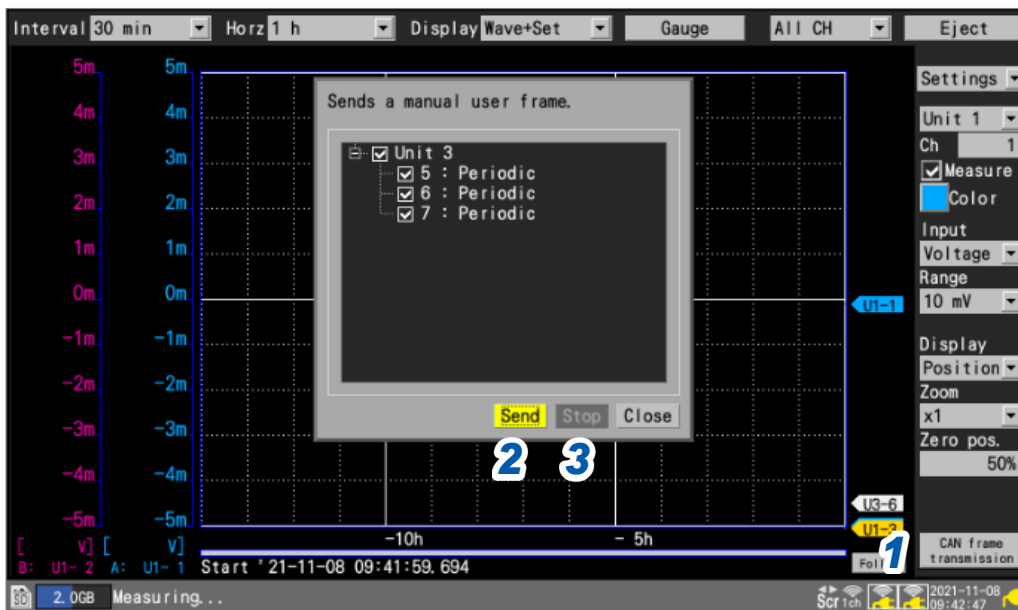 Interval 30 min Horz 1 h Display Wave+Set Gauge All CH Eject
5m 5m
4m 4m
3m 3m
2m 2m
1m 1m
0m 0m
-1m -1m
-2m -2m
-3m -3m
-4m -4m
-5m -5m
[ V] [ V]
B: U1- 2 A: U1- 1
Sends a manual user frame.
Unit 3
5 : Periodic
6 : Periodic
7 : Periodic
Send Stop Close
2 3
U1-1
U3-6
U1-3
1
-10h - 5h
Start '21-11-08 09:41:59.694
Settings
Unit 1
Ch 1
Measure
Color
Input
Voltage
Range
10 mV
Display
Position
Zoom
x1
Zero pos.
50%
CAN frame
transmission
SD 2.0GB Measuring...
Scr 1ch
2021-11-08
09:42:47